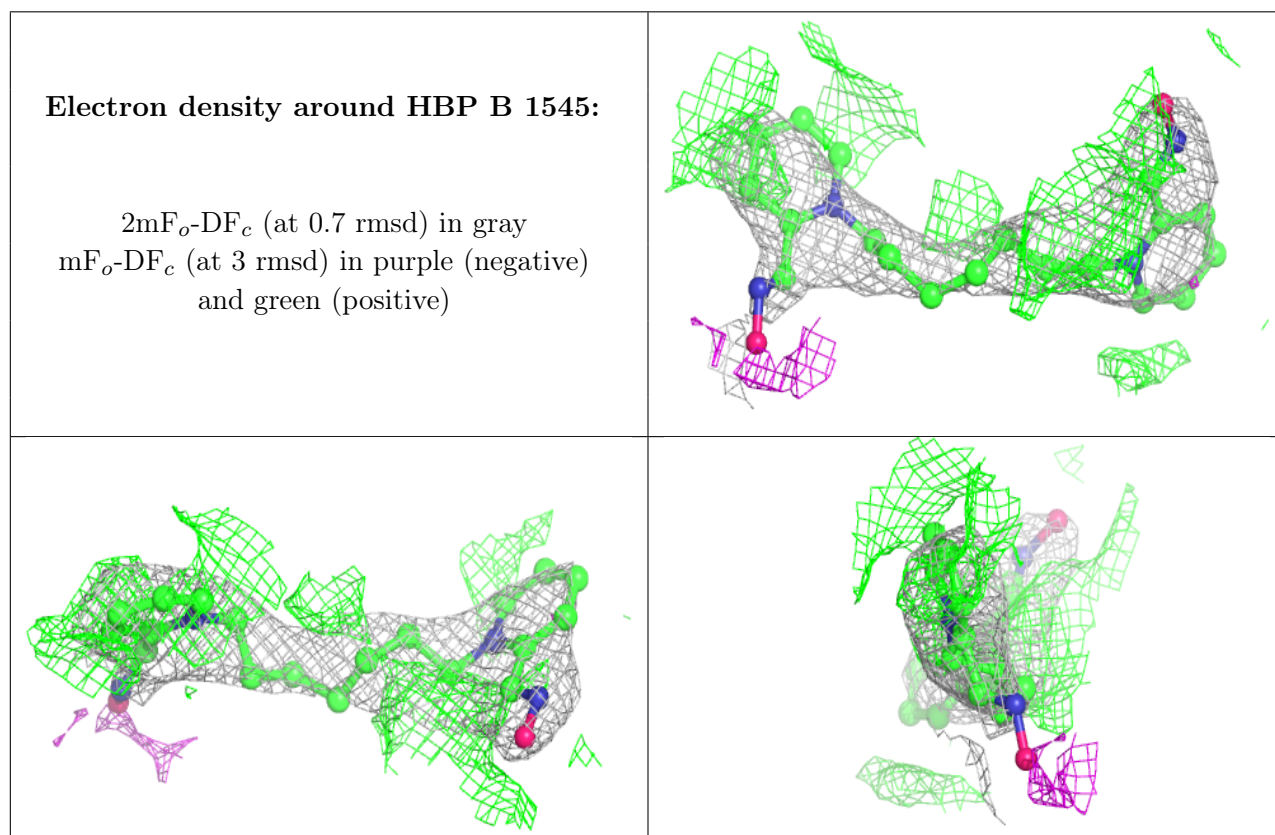 Electron density around HBP B 1545:
2mFₒ-DF𝒸 (at 0.7 rmsd) in gray
mFₒ-DF𝒸 (at 3 rmsd) in purple (negative)
and green (positive)